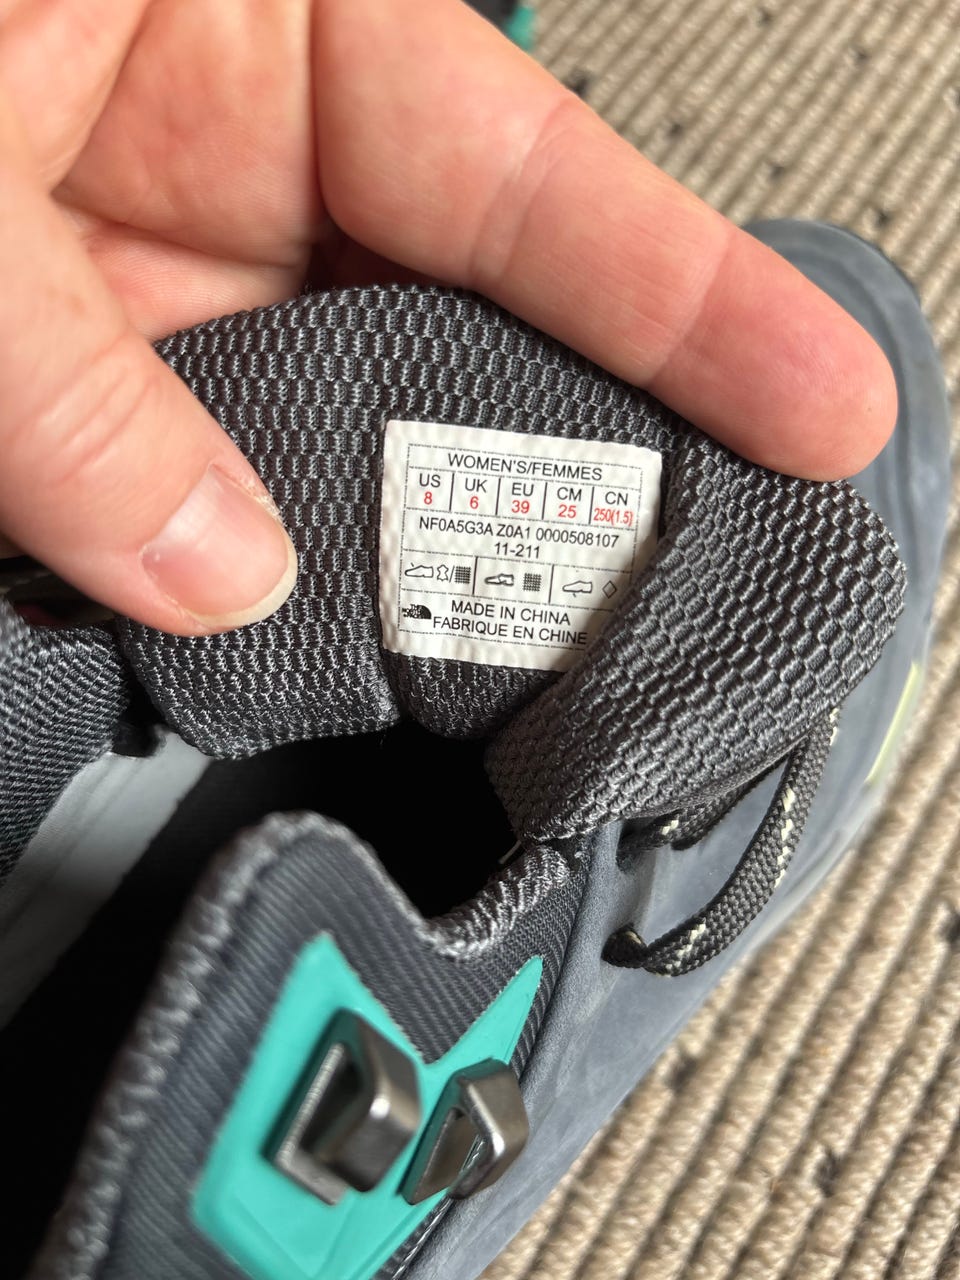 WOMEN'S/FEMMES
US UK EU CM CN
8 6 39 25 250(1.5)
NF0A5G3A Z0A1 0000508107
11-211
MADE IN CHINA
FABRIQUE EN CHINE